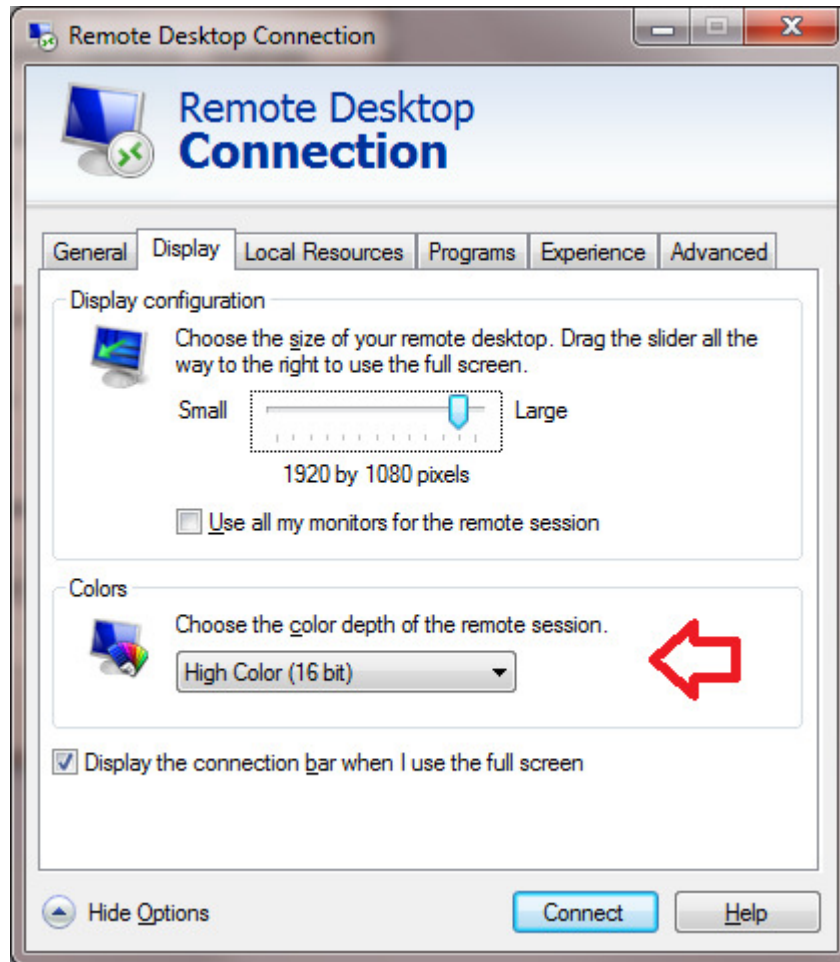 Remote Desktop Connection
Remote Desktop
Connection
General Display Local Resources Programs Experience Advanced
Display configuration
Choose the size of your remote desktop. Drag the slider all the
way to the right to use the full screen.
Small Large
1920 by 1080 pixels
Use all my monitors for the remote session
Colors
Choose the color depth of the remote session.
High Color (16 bit)
Display the connection bar when I use the full screen
Hide Options Connect Help